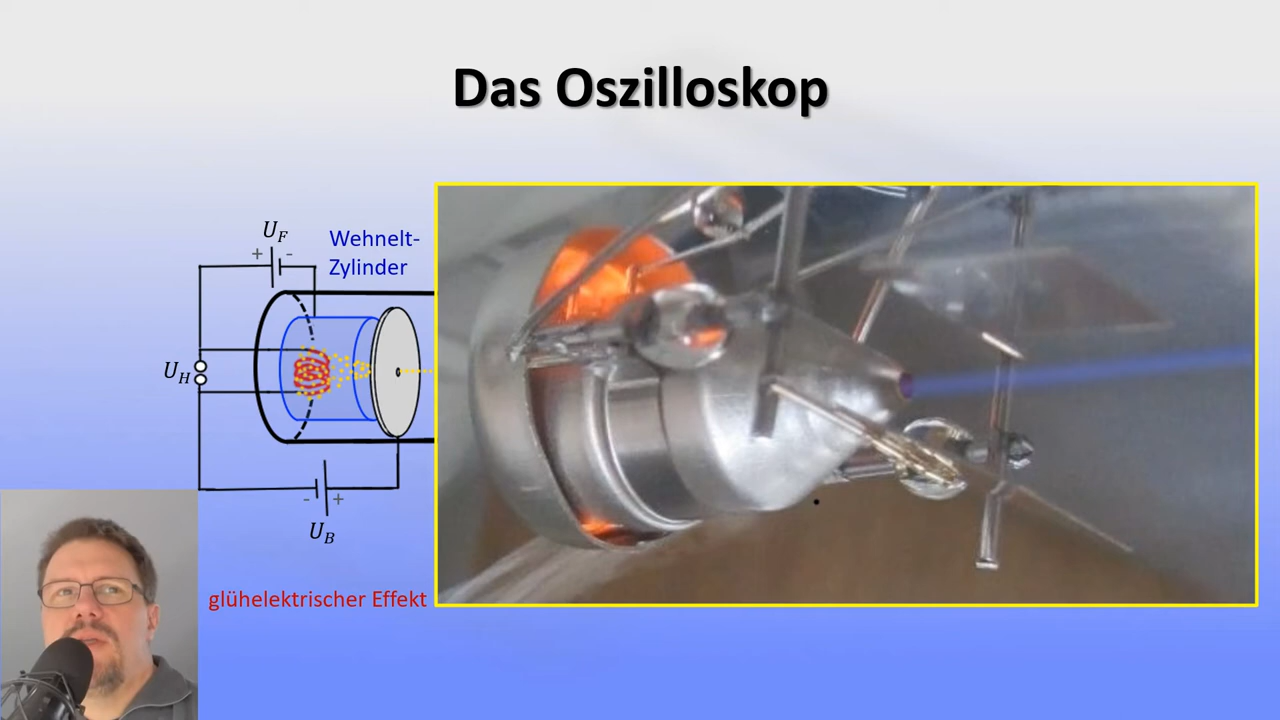 Das Oszilloskop
U_F
+ -
Wehnelt-
Zylinder
U_H
- +
U_B
glühelektrischer Effekt